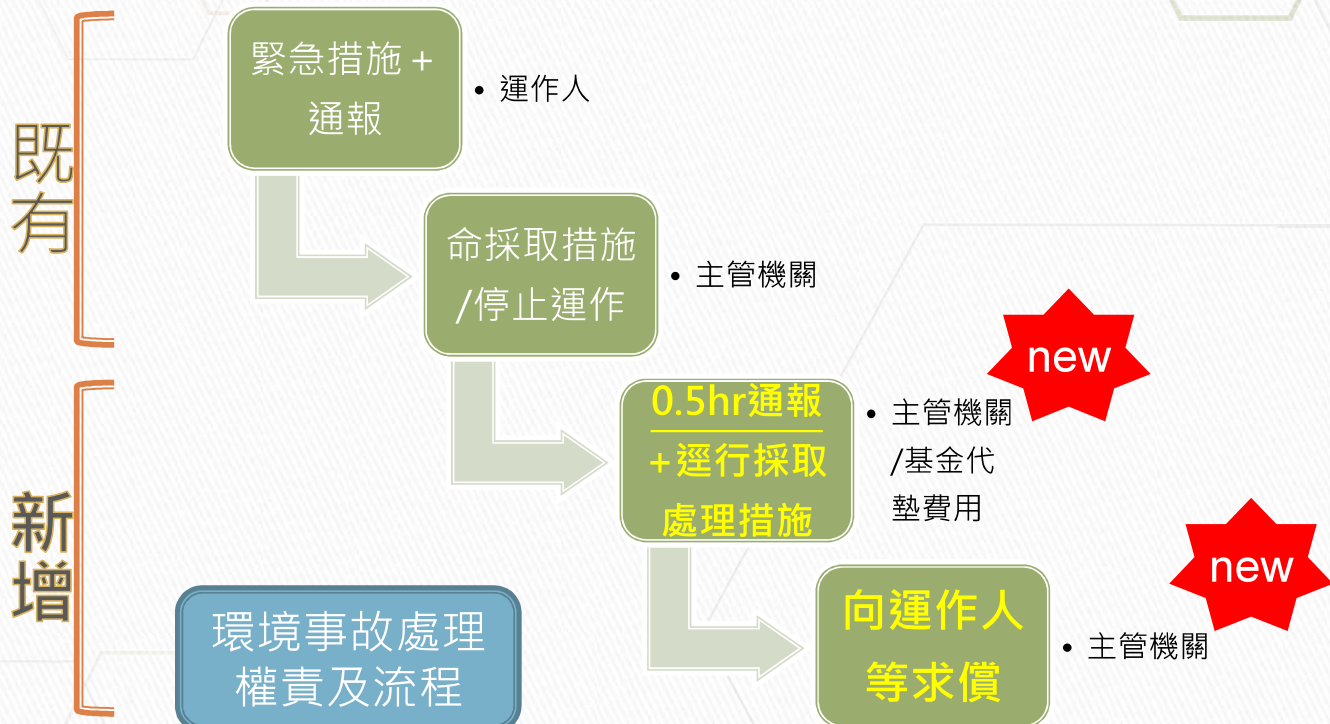 既有
緊急措施+
通報
• 運作人
命採取措施
/停止運作
• 主管機關
新增
0.5hr通報
+逕行採取
處理措施
• 主管機關
/基金代
墊費用
new
向運作人
等求償
• 主管機關
new
環境事故處理
權責及流程